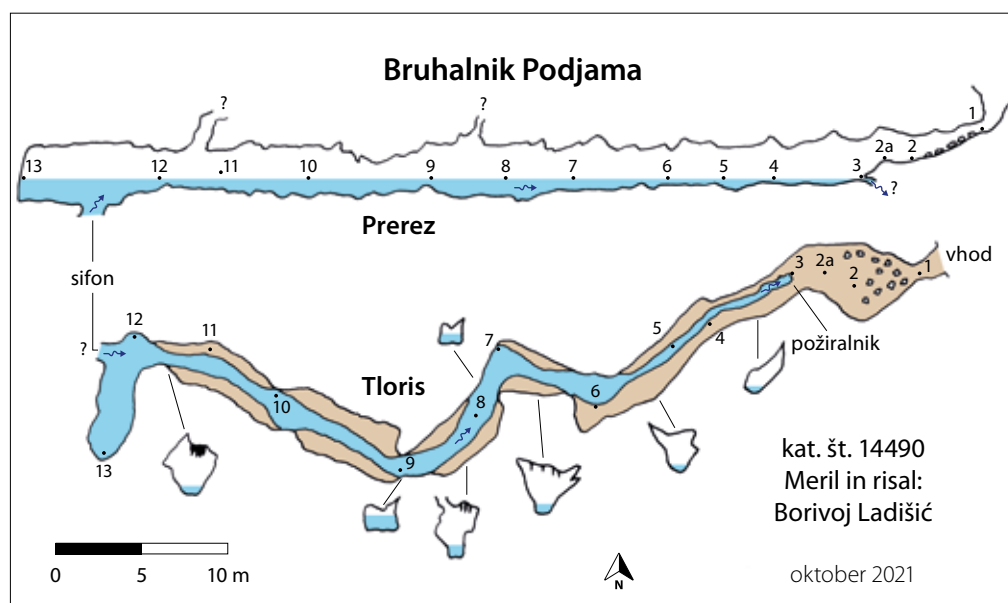 Bruhalnik Podjama
? ? 1
2a 2
13 12 11 10 9 8 7 6 5 4 3
?
Prerez
sifon
vhod
3 2a 2 1
požiralnik
? 12 11 7 5 4
Tloris
10 8 6
13 9
kat. št. 14490
Meril in risal:
Borivoj Ladišić
0 5 10 m
N
oktober 2021